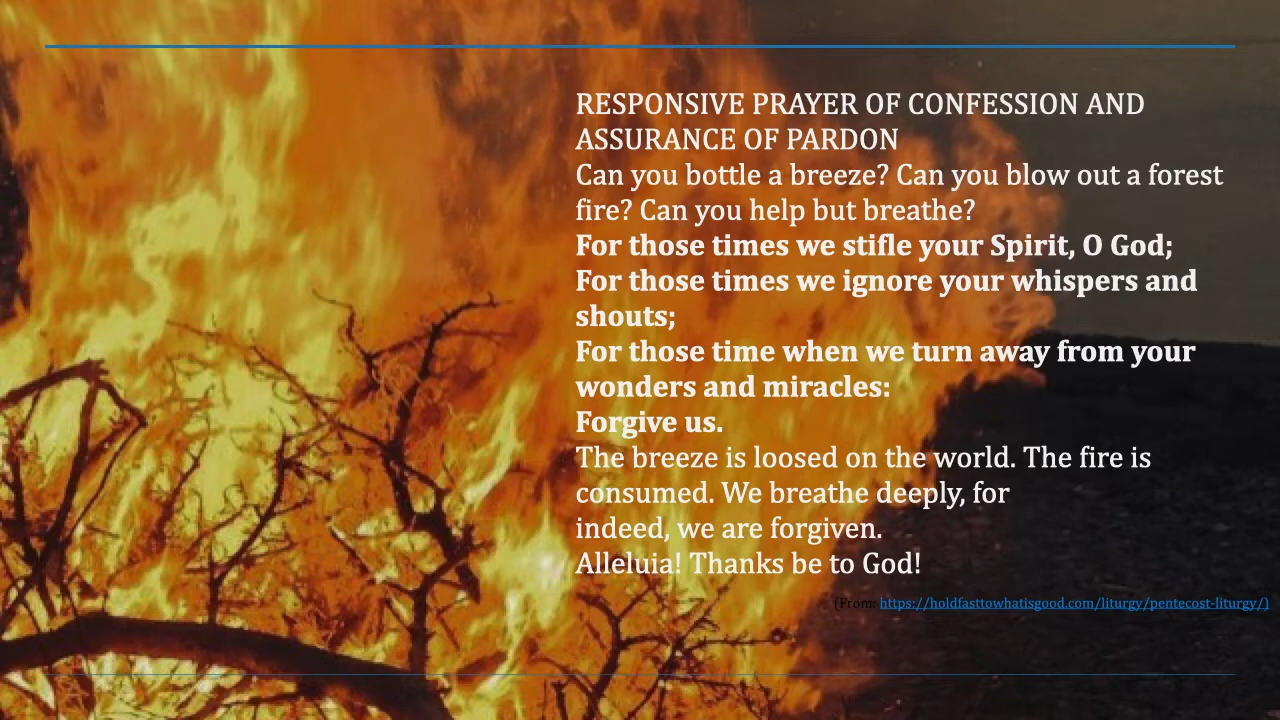 RESPONSIVE PRAYER OF CONFESSION AND
ASSURANCE OF PARDON
Can you bottle a breeze? Can you blow out a forest
fire? Can you help but breathe?
For those times we stifle your Spirit, O God;
For those times we ignore your whispers and
shouts;
For those time when we turn away from your
wonders and miracles:
Forgive us.
The breeze is loosed on the world. The fire is
consumed. We breathe deeply, for
indeed, we are forgiven.
Alleluia! Thanks be to God!
(From: https://holdfasttowhatisgood.com/liturgy/pentecost-liturgy/)